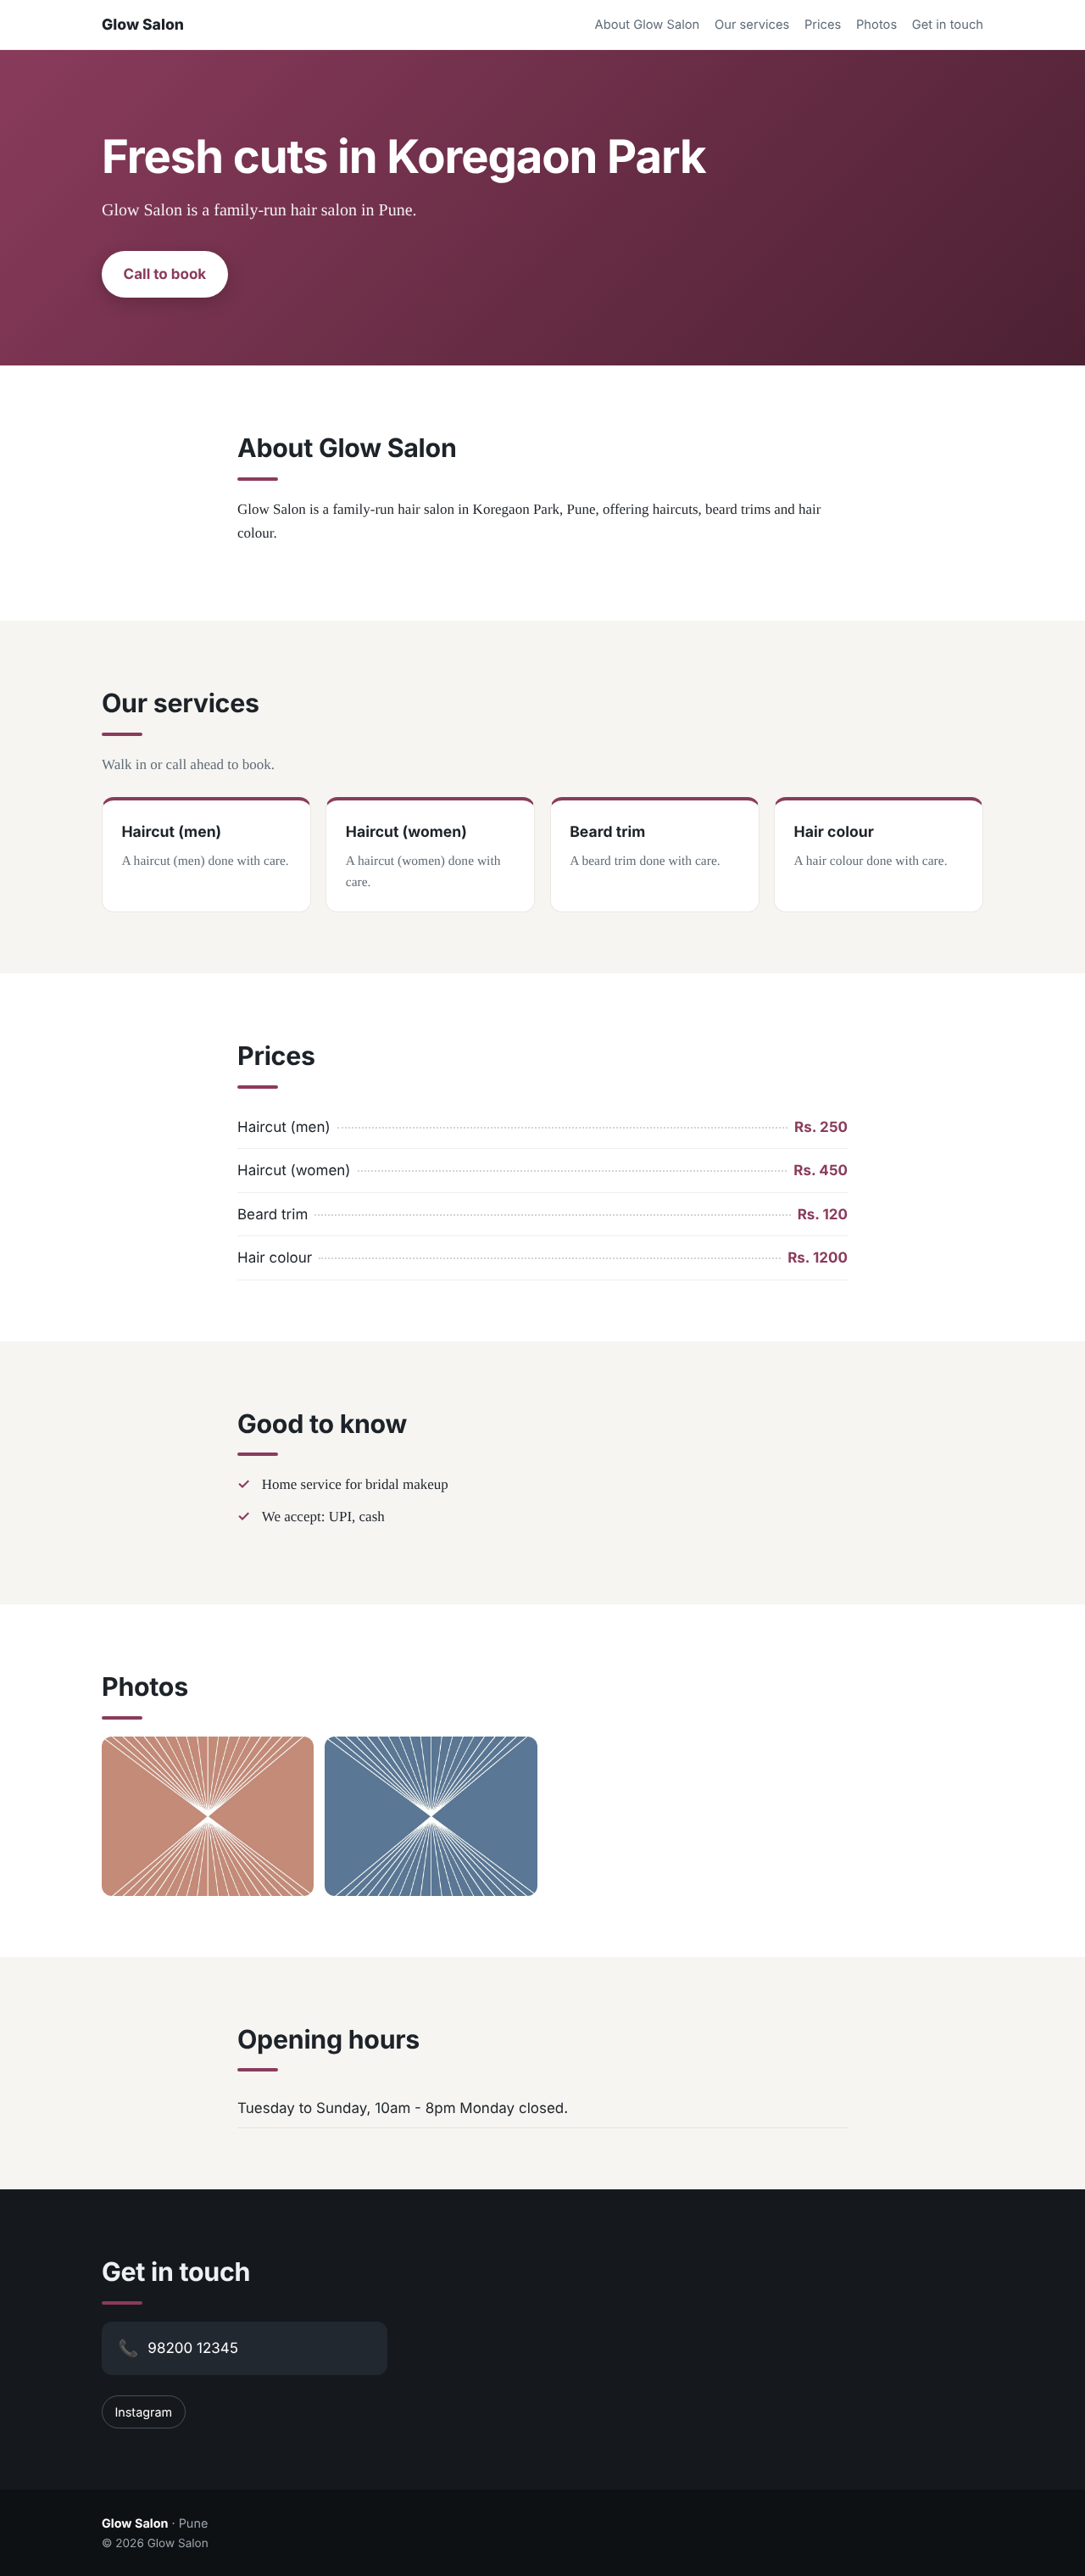 Glow Salon
About Glow Salon Our services Prices Photos Get in touch
Fresh cuts in Koregaon Park
Glow Salon is a family-run hair salon in Pune.
Call to book
About Glow Salon
Glow Salon is a family-run hair salon in Koregaon Park, Pune, offering haircuts, beard trims and hair
colour.
Our services
Walk in or call ahead to book.
Haircut (men)
A haircut (men) done with care.
Haircut (women)
A haircut (women) done with
care.
Beard trim
A beard trim done with care.
Hair colour
A hair colour done with care.
Prices
Haircut (men) Rs. 250
Haircut (women) Rs. 450
Beard trim Rs. 120
Hair colour Rs. 1200
Good to know
Home service for bridal makeup
We accept: UPI, cash
Photos
Opening hours
Tuesday to Sunday, 10am - 8pm Monday closed.
Get in touch
98200 12345
Instagram
Glow Salon · Pune
© 2026 Glow Salon